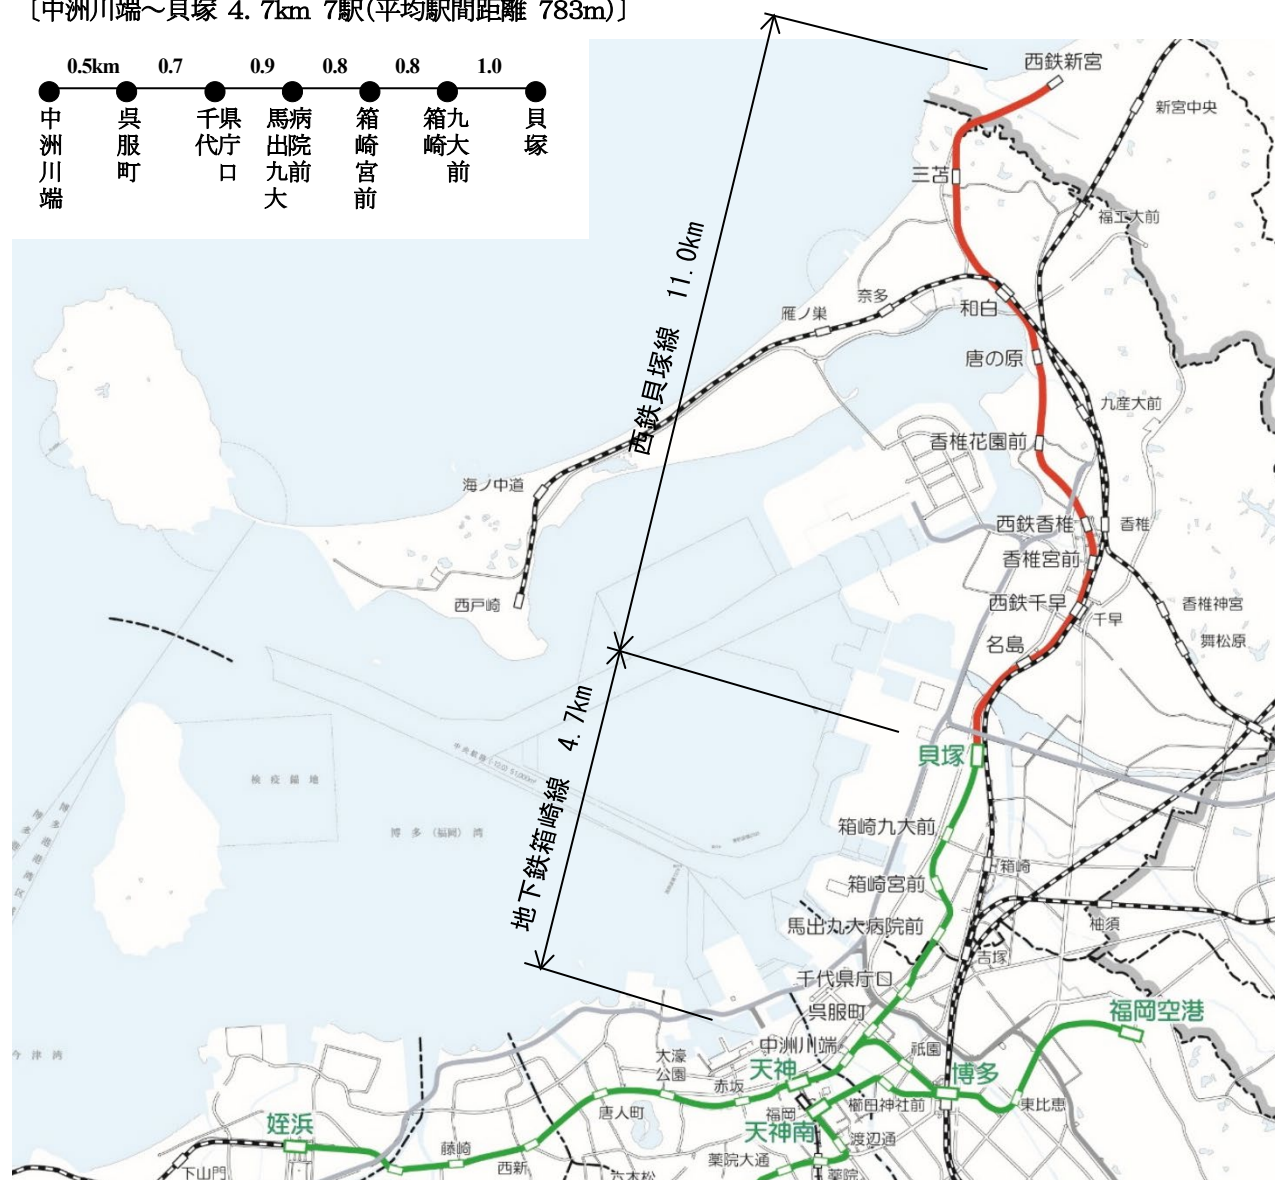 〔中洲川端～貝塚 4.7km 7駅(平均駅間距離 783m)〕
0.5km 0.7 0.9 0.8 0.8 1.0
中洲川端
呉服町
千代県庁口
馬出九大病院前
箱崎宮前
箱崎九大前
貝塚
西鉄新宮
新宮中央
三苫
福工大前
西鉄貝塚線 11.0km
奈多
雁ノ巣
和白
唐の原
九産大前
香椎花園前
海ノ中道
西鉄香椎
香椎
香椎宮前
西戸崎
西鉄千早
千早
香椎神宮
舞松原
名島
地下鉄箱崎線 4.7km
貝塚
検疫錨地
博多(福岡)湾
箱崎九大前
箱崎
箱崎宮前
馬出九大病院前
柚須
吉塚
千代県庁口
呉服町
福岡空港
中洲川端
祇園
今津湾
大濠
公園
天神
博多
赤坂
唐人町
福岡
櫛田神社前
東比恵
姪浜
天神南
渡辺通
藤崎
西新
薬院大通
薬院
下山門
六本松